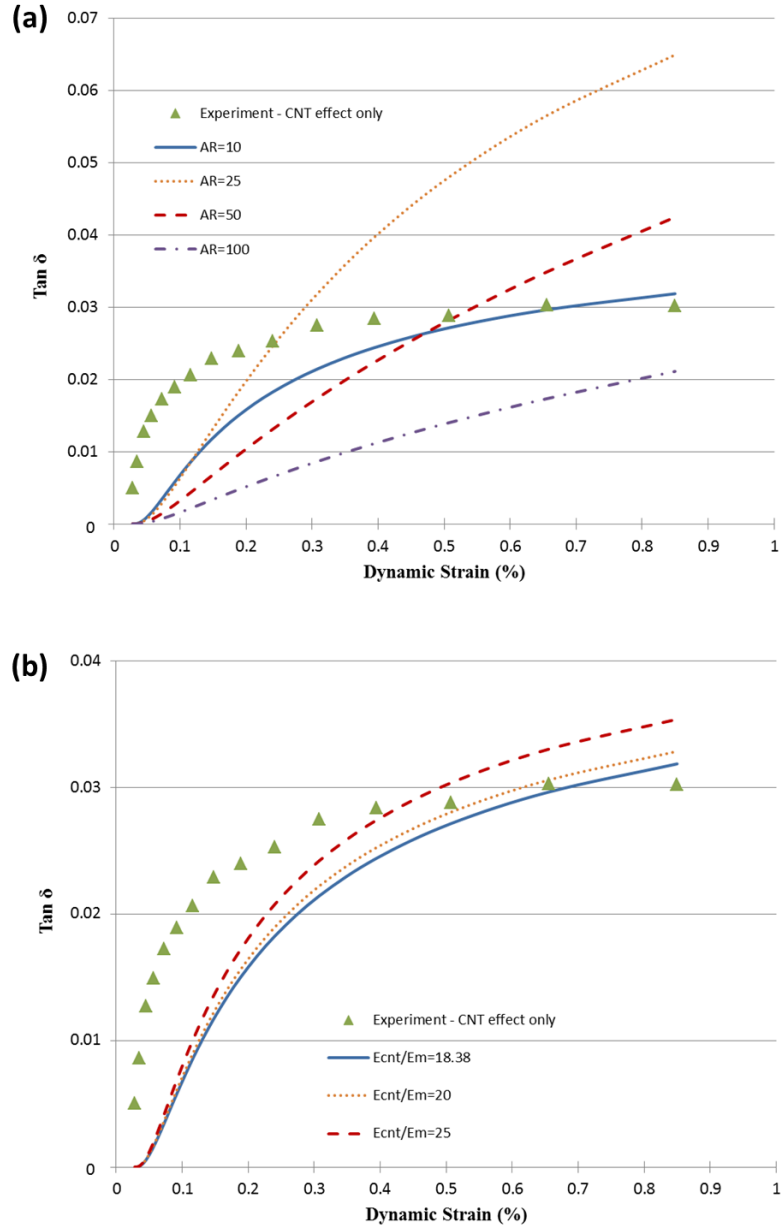 (a)
0.07
0.06
0.05
0.04
0.03
0.02
0.01
0
Tan δ
Experiment - CNT effect only
AR=10
AR=25
AR=50
AR=100
0 0.1 0.2 0.3 0.4 0.5 0.6 0.7 0.8 0.9 1
Dynamic Strain (%)
(b)
0.04
0.03
0.02
0.01
0
Tan δ
Experiment - CNT effect only
Ecnt/Em=18.38
Ecnt/Em=20
Ecnt/Em=25
0 0.1 0.2 0.3 0.4 0.5 0.6 0.7 0.8 0.9 1
Dynamic Strain (%)